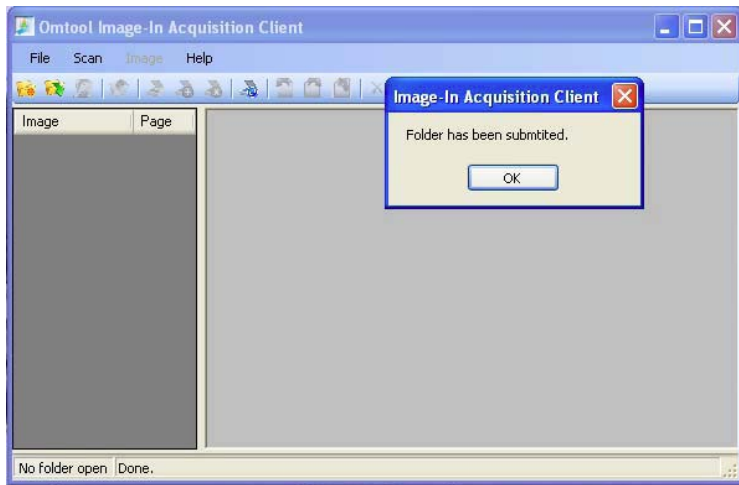 Omtool Image-In Acquisition Client
File Scan Image Help
Image Page
Image-In Acquisition Client
Folder has been submtited.
OK
No folder open Done.